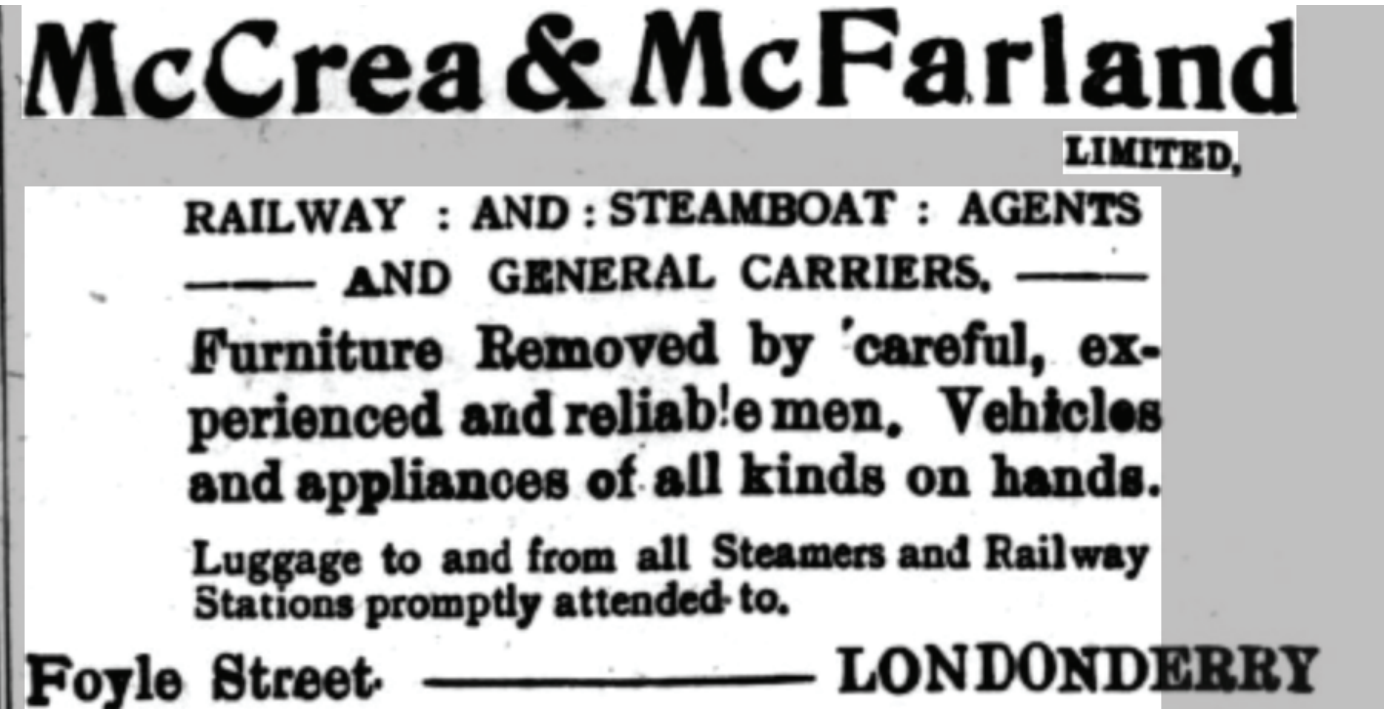 McCrea & McFarland
LIMITED,
RAILWAY : AND : STEAMBOAT : AGENTS
—— AND GENERAL CARRIERS. ——
Furniture Removed by 'careful, ex-
perienced and reliable men. Vehicles
and appliances of all kinds on hands.
Luggage to and from all Steamers and Railway
Stations promptly attended to.
Foyle Street ———— LONDONDERRY